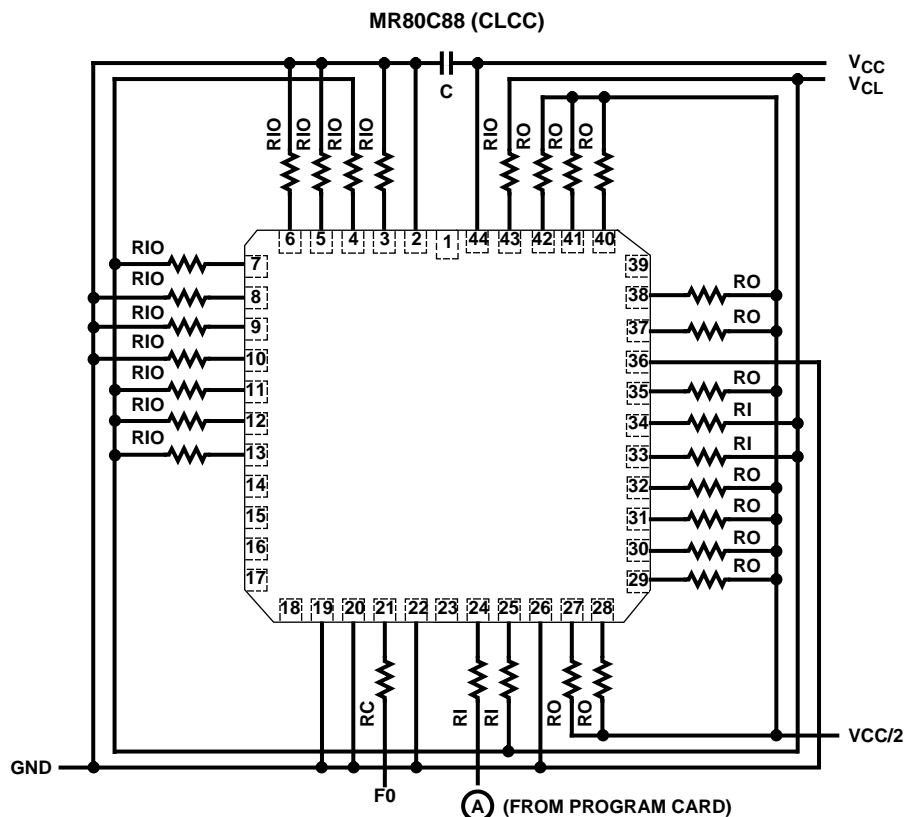 MR80C88 (CLCC)
VCC
VCL
C
RIO RIO RIO RIO RIO RO RO RO
6 5 4 3 2 1 44 43 42 41 40
RIO 7 39
RIO 8 38 RO
RIO 9 37 RO
RIO 10 36
RIO 11 35 RO
RIO 12 34 RI
RIO 13 33 RI
14 32 RO
15 31 RO
16 30 RO
17 29 RO
18 19 20 21 22 23 24 25 26 27 28
RC RI RI RO RO
VCC/2
GND
F0
A (FROM PROGRAM CARD)